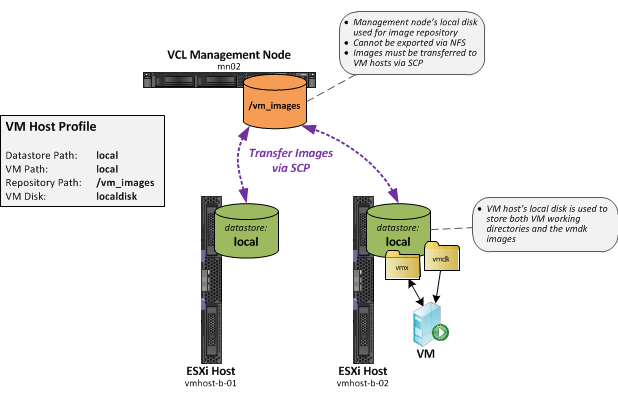 • Management node's local disk
used for image repository
• Cannot be exported via NFS
• Images must be transferred to
VM hosts via SCP
VCL Management Node
mn02
/vm_images
VM Host Profile
Datastore Path: local
VM Path: local
Repository Path: /vm_images
VM Disk: localdisk
Transfer Images
via SCP
datastore:
local
datastore:
local
• VM host's local disk is used to
store both VM working
directories and the vmdk
images
vmx
vmdk
VM
ESXi Host
vmhost-b-01
ESXi Host
vmhost-b-02